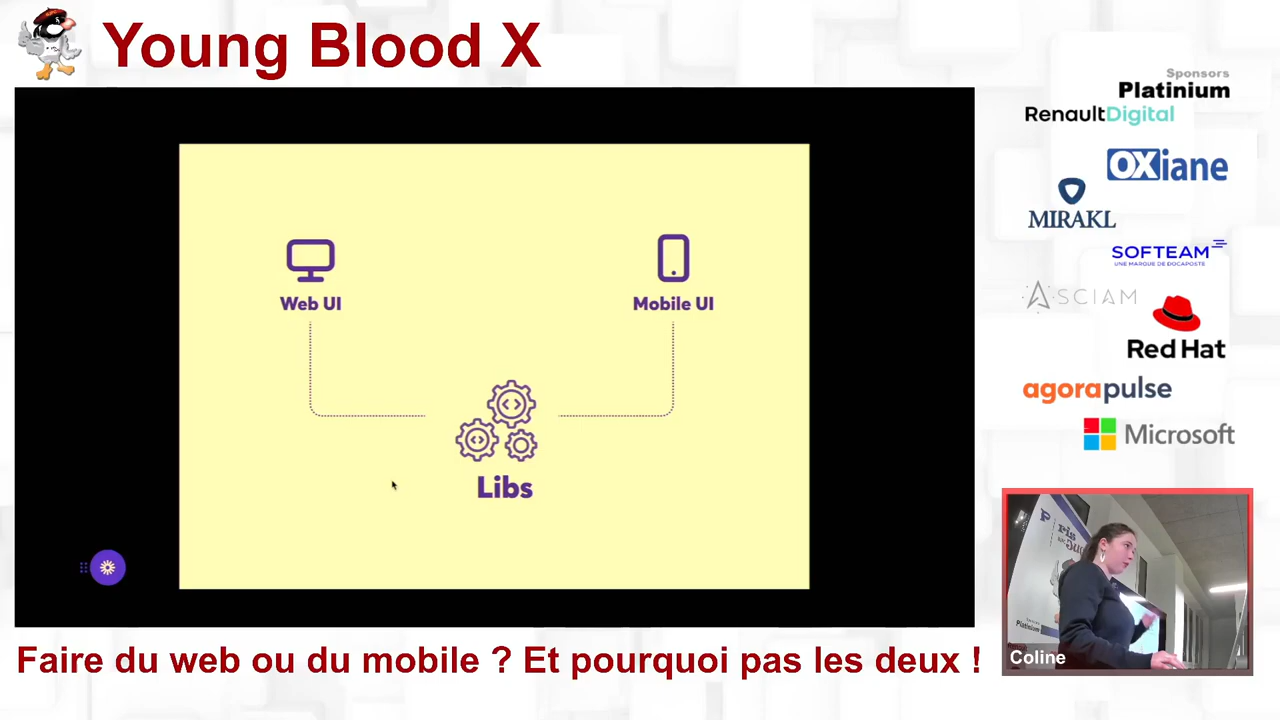 Young Blood X
Sponsors
Platinium
RenaultDigital
OXiane
MIRAKL
SOFTEAM
UNE MARQUE DE DOCAPOSTE
ASCIAM
Red Hat
agorapulse
Microsoft
Web UI
Mobile UI
Libs
Platinium
Coline
Faire du web ou du mobile ? Et pourquoi pas les deux !